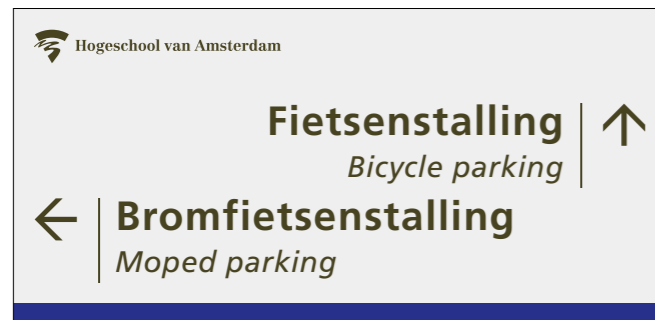 Hogeschool van Amsterdam
Fietsenstalling
Bicycle parking
Bromfietsenstalling
Moped parking